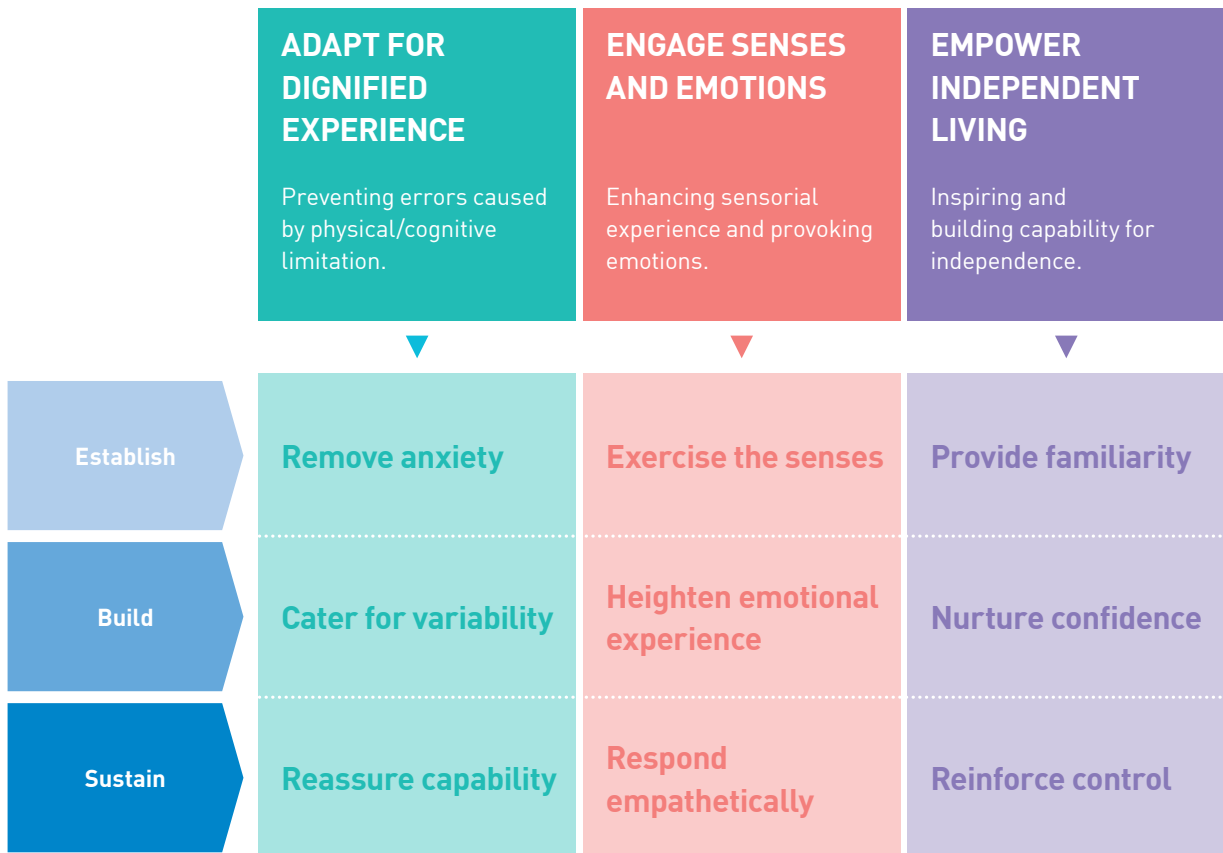 ADAPT FOR
DIGNIFIED
EXPERIENCE
Preventing errors caused
by physical/cognitive
limitation.
ENGAGE SENSES
AND EMOTIONS
Enhancing sensorial
experience and provoking
emotions.
EMPOWER
INDEPENDENT
LIVING
Inspiring and
building capability for
independence.
Establish
Remove anxiety
Exercise the senses
Provide familiarity
Build
Cater for variability
Heighten emotional
experience
Nurture confidence
Sustain
Reassure capability
Respond
empathetically
Reinforce control